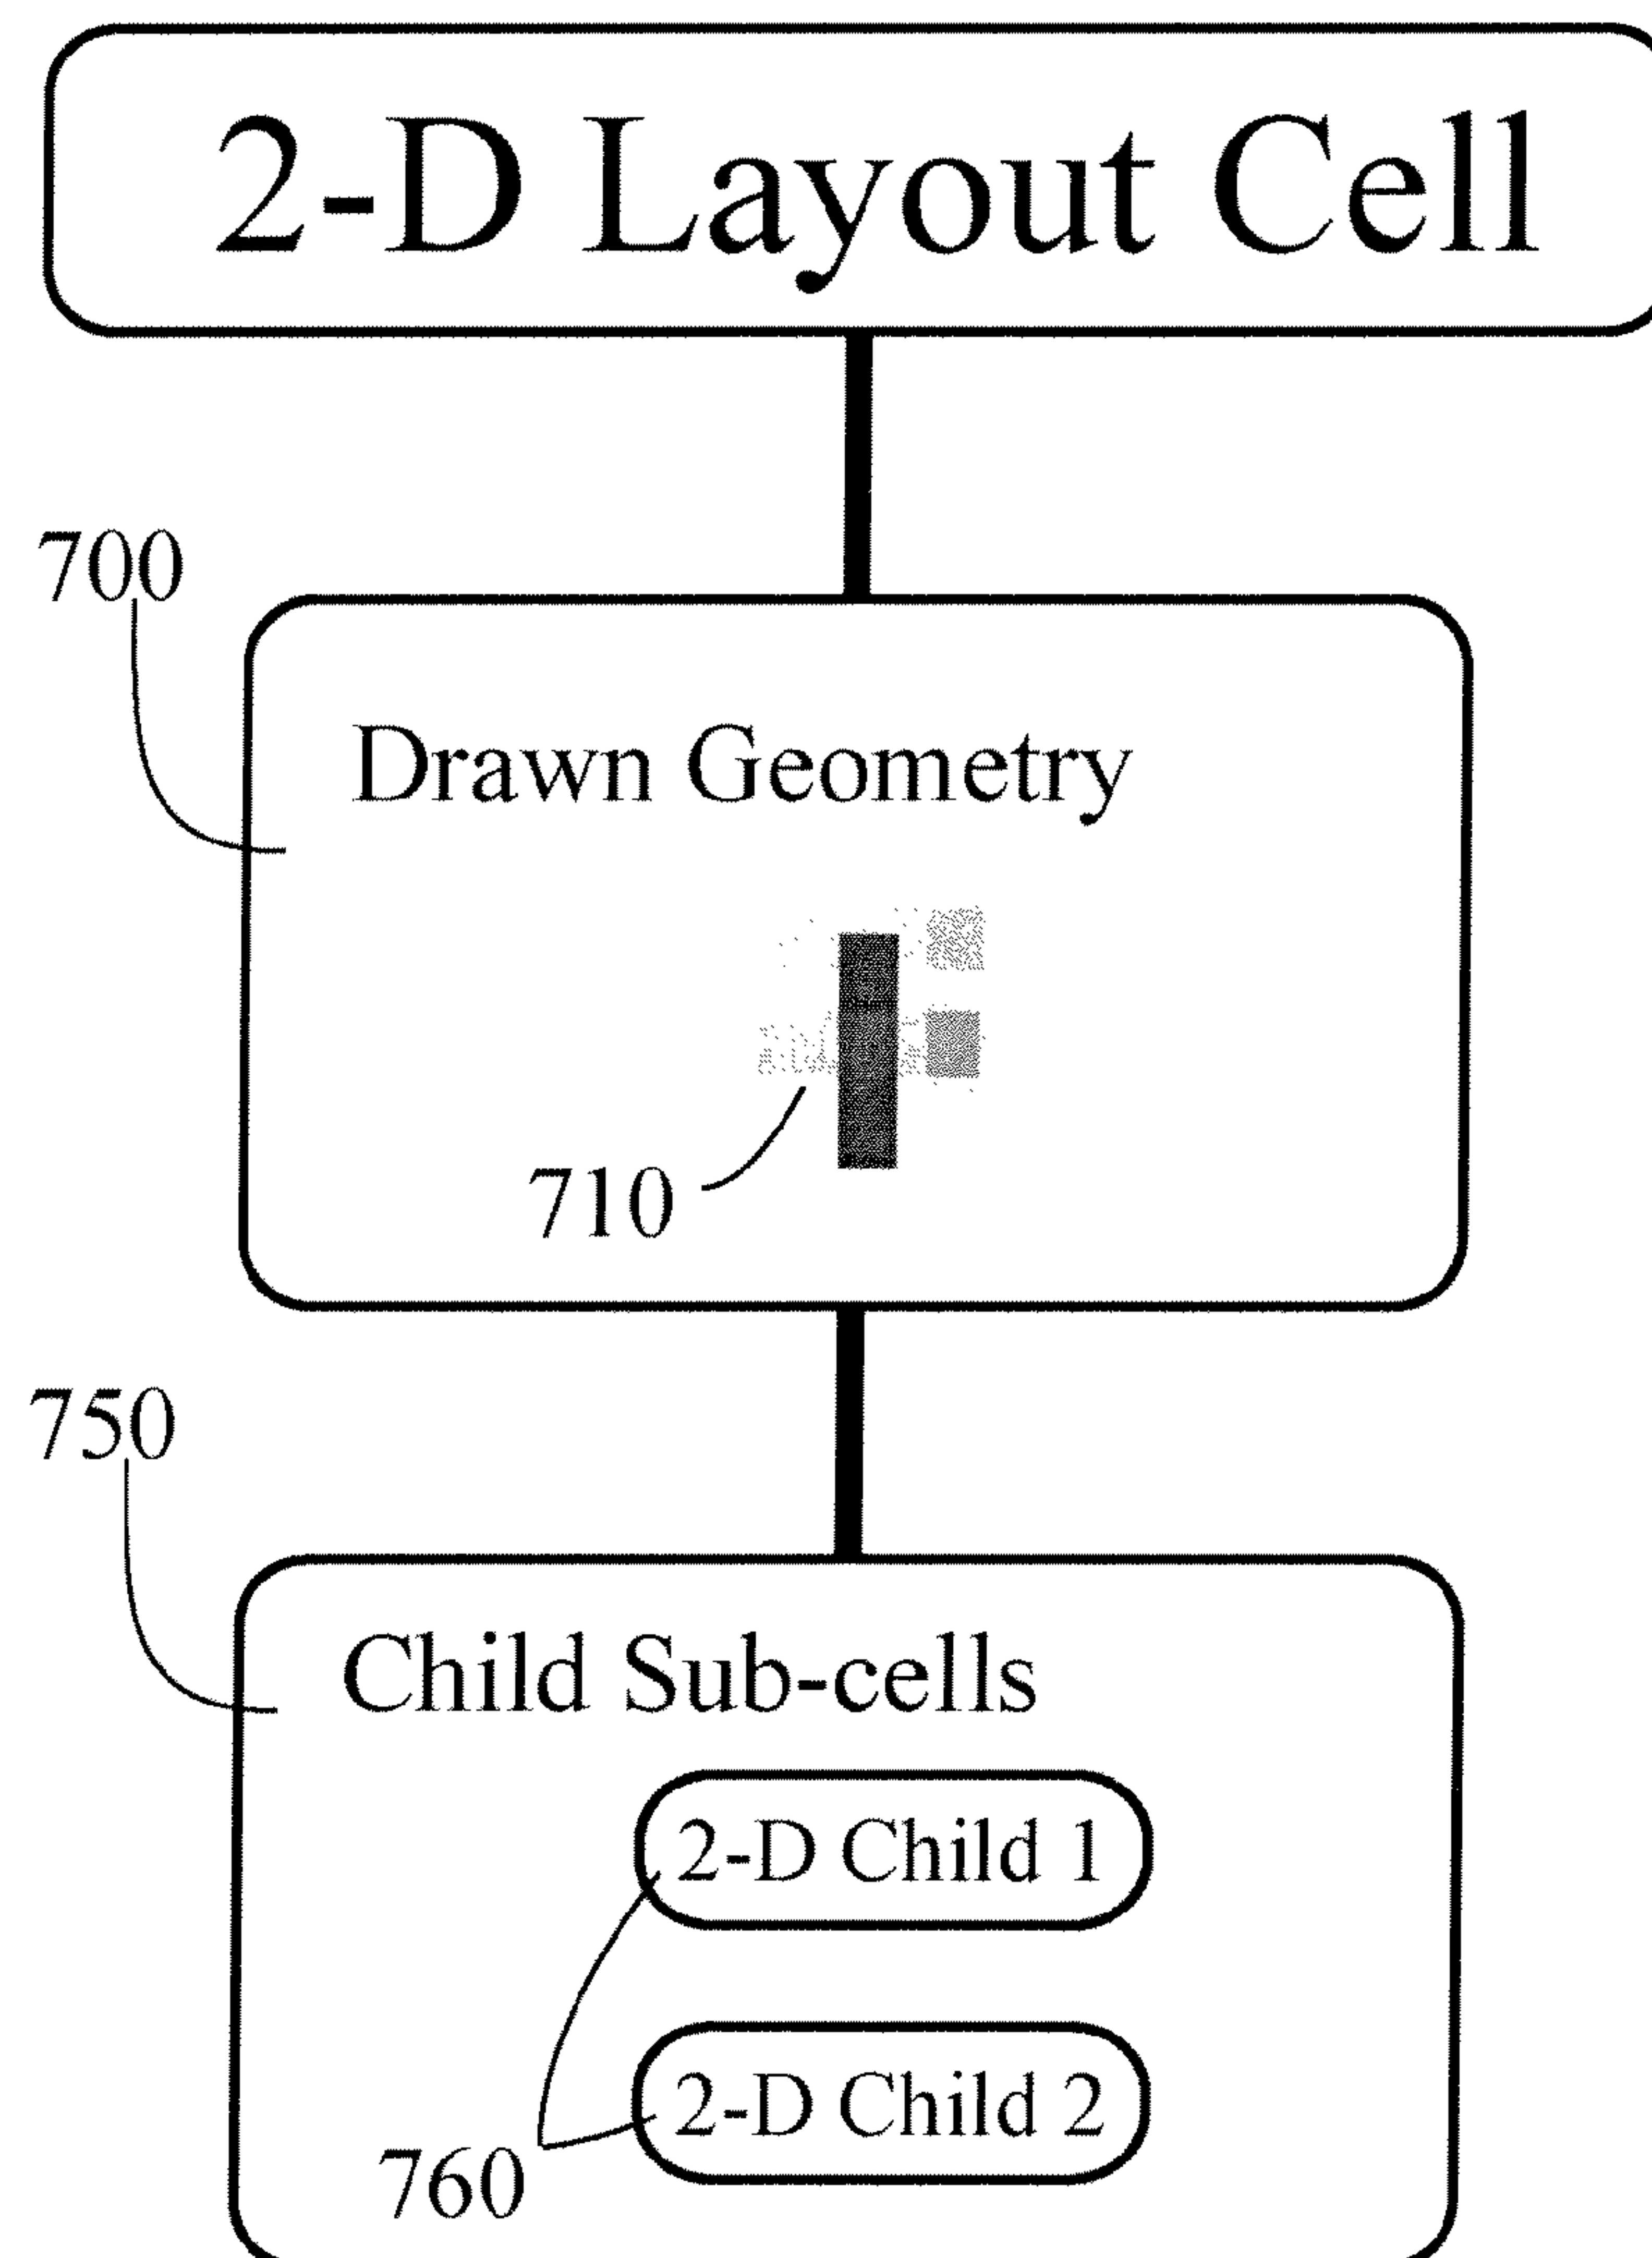 2-D Layout Cell
700
Drawn Geometry
710
750
Child Sub-cells
2-D Child 1
2-D Child 2
760